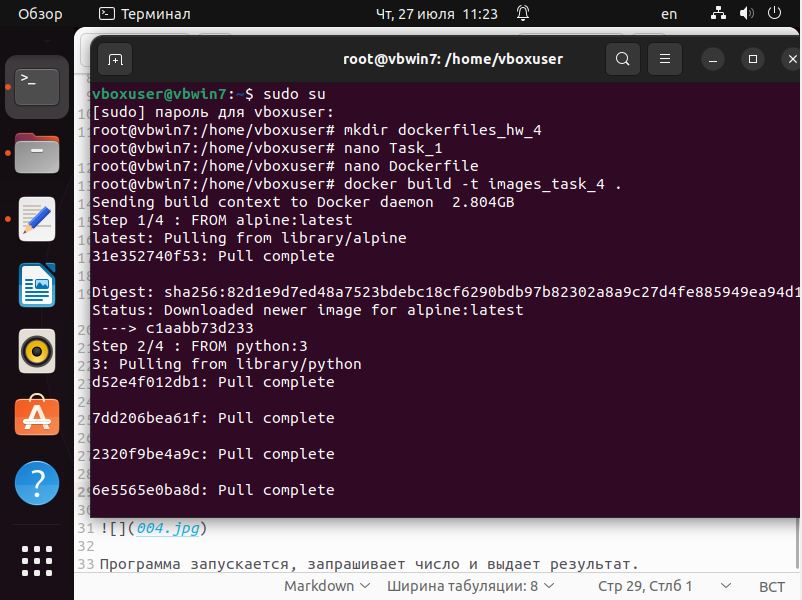 Обзор
Терминал
Чт, 27 июля 11:23
en
root@vbwin7: /home/vboxuser
vboxuser@vbwin7:~$ sudo su
[sudo] пароль для vboxuser:
root@vbwin7:/home/vboxuser# mkdir dockerfiles_hw_4
root@vbwin7:/home/vboxuser# nano Task_1
root@vbwin7:/home/vboxuser# nano Dockerfile
root@vbwin7:/home/vboxuser# docker build -t images_task_4 .
Sending build context to Docker daemon  2.804GB
Step 1/4 : FROM alpine:latest
latest: Pulling from library/alpine
31e352740f53: Pull complete
Digest: sha256:82d1e9d7ed48a7523bdebc18cf6290bdb97b82302a8a9c27d4fe885949ea94d1
Status: Downloaded newer image for alpine:latest
 ---> c1aabb73d233
Step 2/4 : FROM python:3
3: Pulling from library/python
d52e4f012db1: Pull complete
7dd206bea61f: Pull complete
2320f9be4a9c: Pull complete
6e5565e0ba8d: Pull complete
31 ![](004.jpg)
32
33 Программа запускается, запрашивает число и выдает результат.
Markdown
Ширина табуляции: 8
Стр 29, Стлб 1
ВСТ